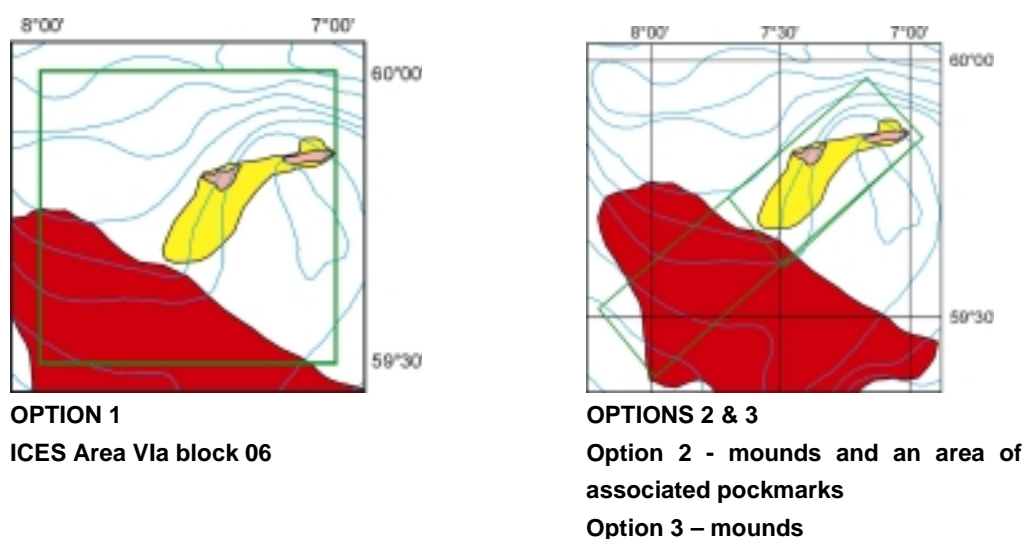 8°00' 7°00'
60°00'
59°30'
OPTION 1
ICES Area VIa block 06
8°00' 7°30' 7°00'
60°00'
59°30'
OPTIONS 2 & 3
Option 2 - mounds and an area of
associated pockmarks
Option 3 – mounds